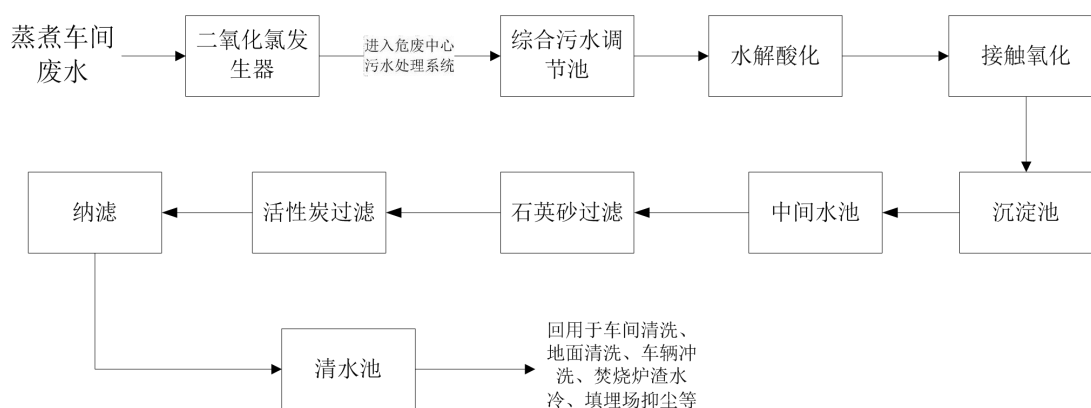 蒸煮车间
废水
二氧化氯发
生器
进入危废中心
污水处理系统
综合污水调
节池
水解酸化
接触氧化
纳滤
活性炭过滤
石英砂过滤
中间水池
沉淀池
清水池
回用于车间清洗、
地面清洗、车辆冲
洗、焚烧炉渣水
冷、填埋场抑尘等